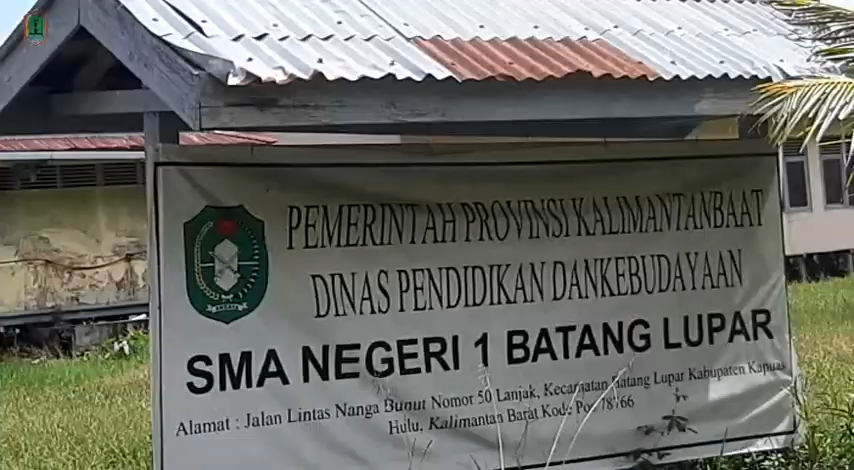 PEMERINTAH PROVINSI KALIMANTANBAAT
DINAS PENDIDIKAN DANKEBUDAYAAN
SMA NEGERI 1 BATANG LUPAR
Alamat : Jalan Lintas Nanga Bunut Nomor 50 Lanjak, Kecamatan Batang Lupar Kabupaten Kapuas
Hulu, Kalimantan Barat Kode Pos 78766